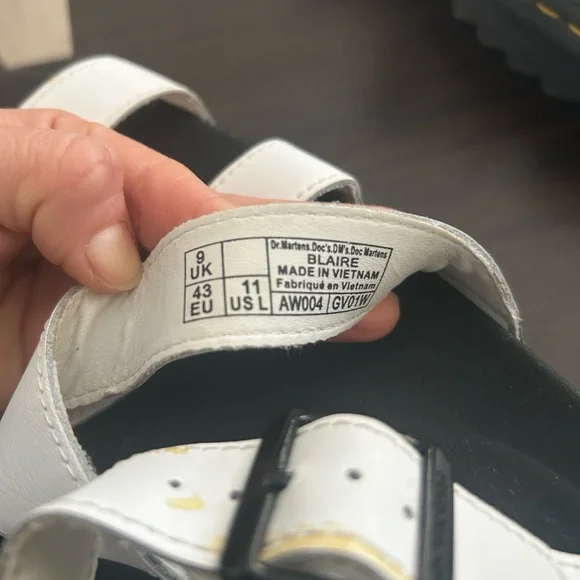 9 UK
43 EU
11 US L
Dr.Martens.Doc's.DM's.Doc Martens
BLAIRE
MADE IN VIETNAM
Fabriqué en Vietnam
AW004 GV01W